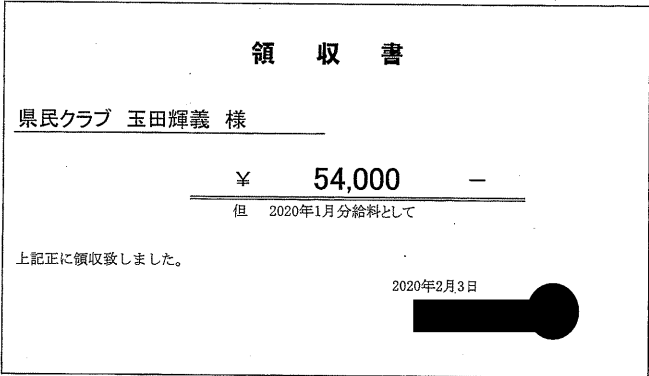 領 収 書
県民クラブ 玉田輝義 様
¥ 54,000 －
但 2020年1月分給料として
上記正に領収致しました。
2020年2月3日